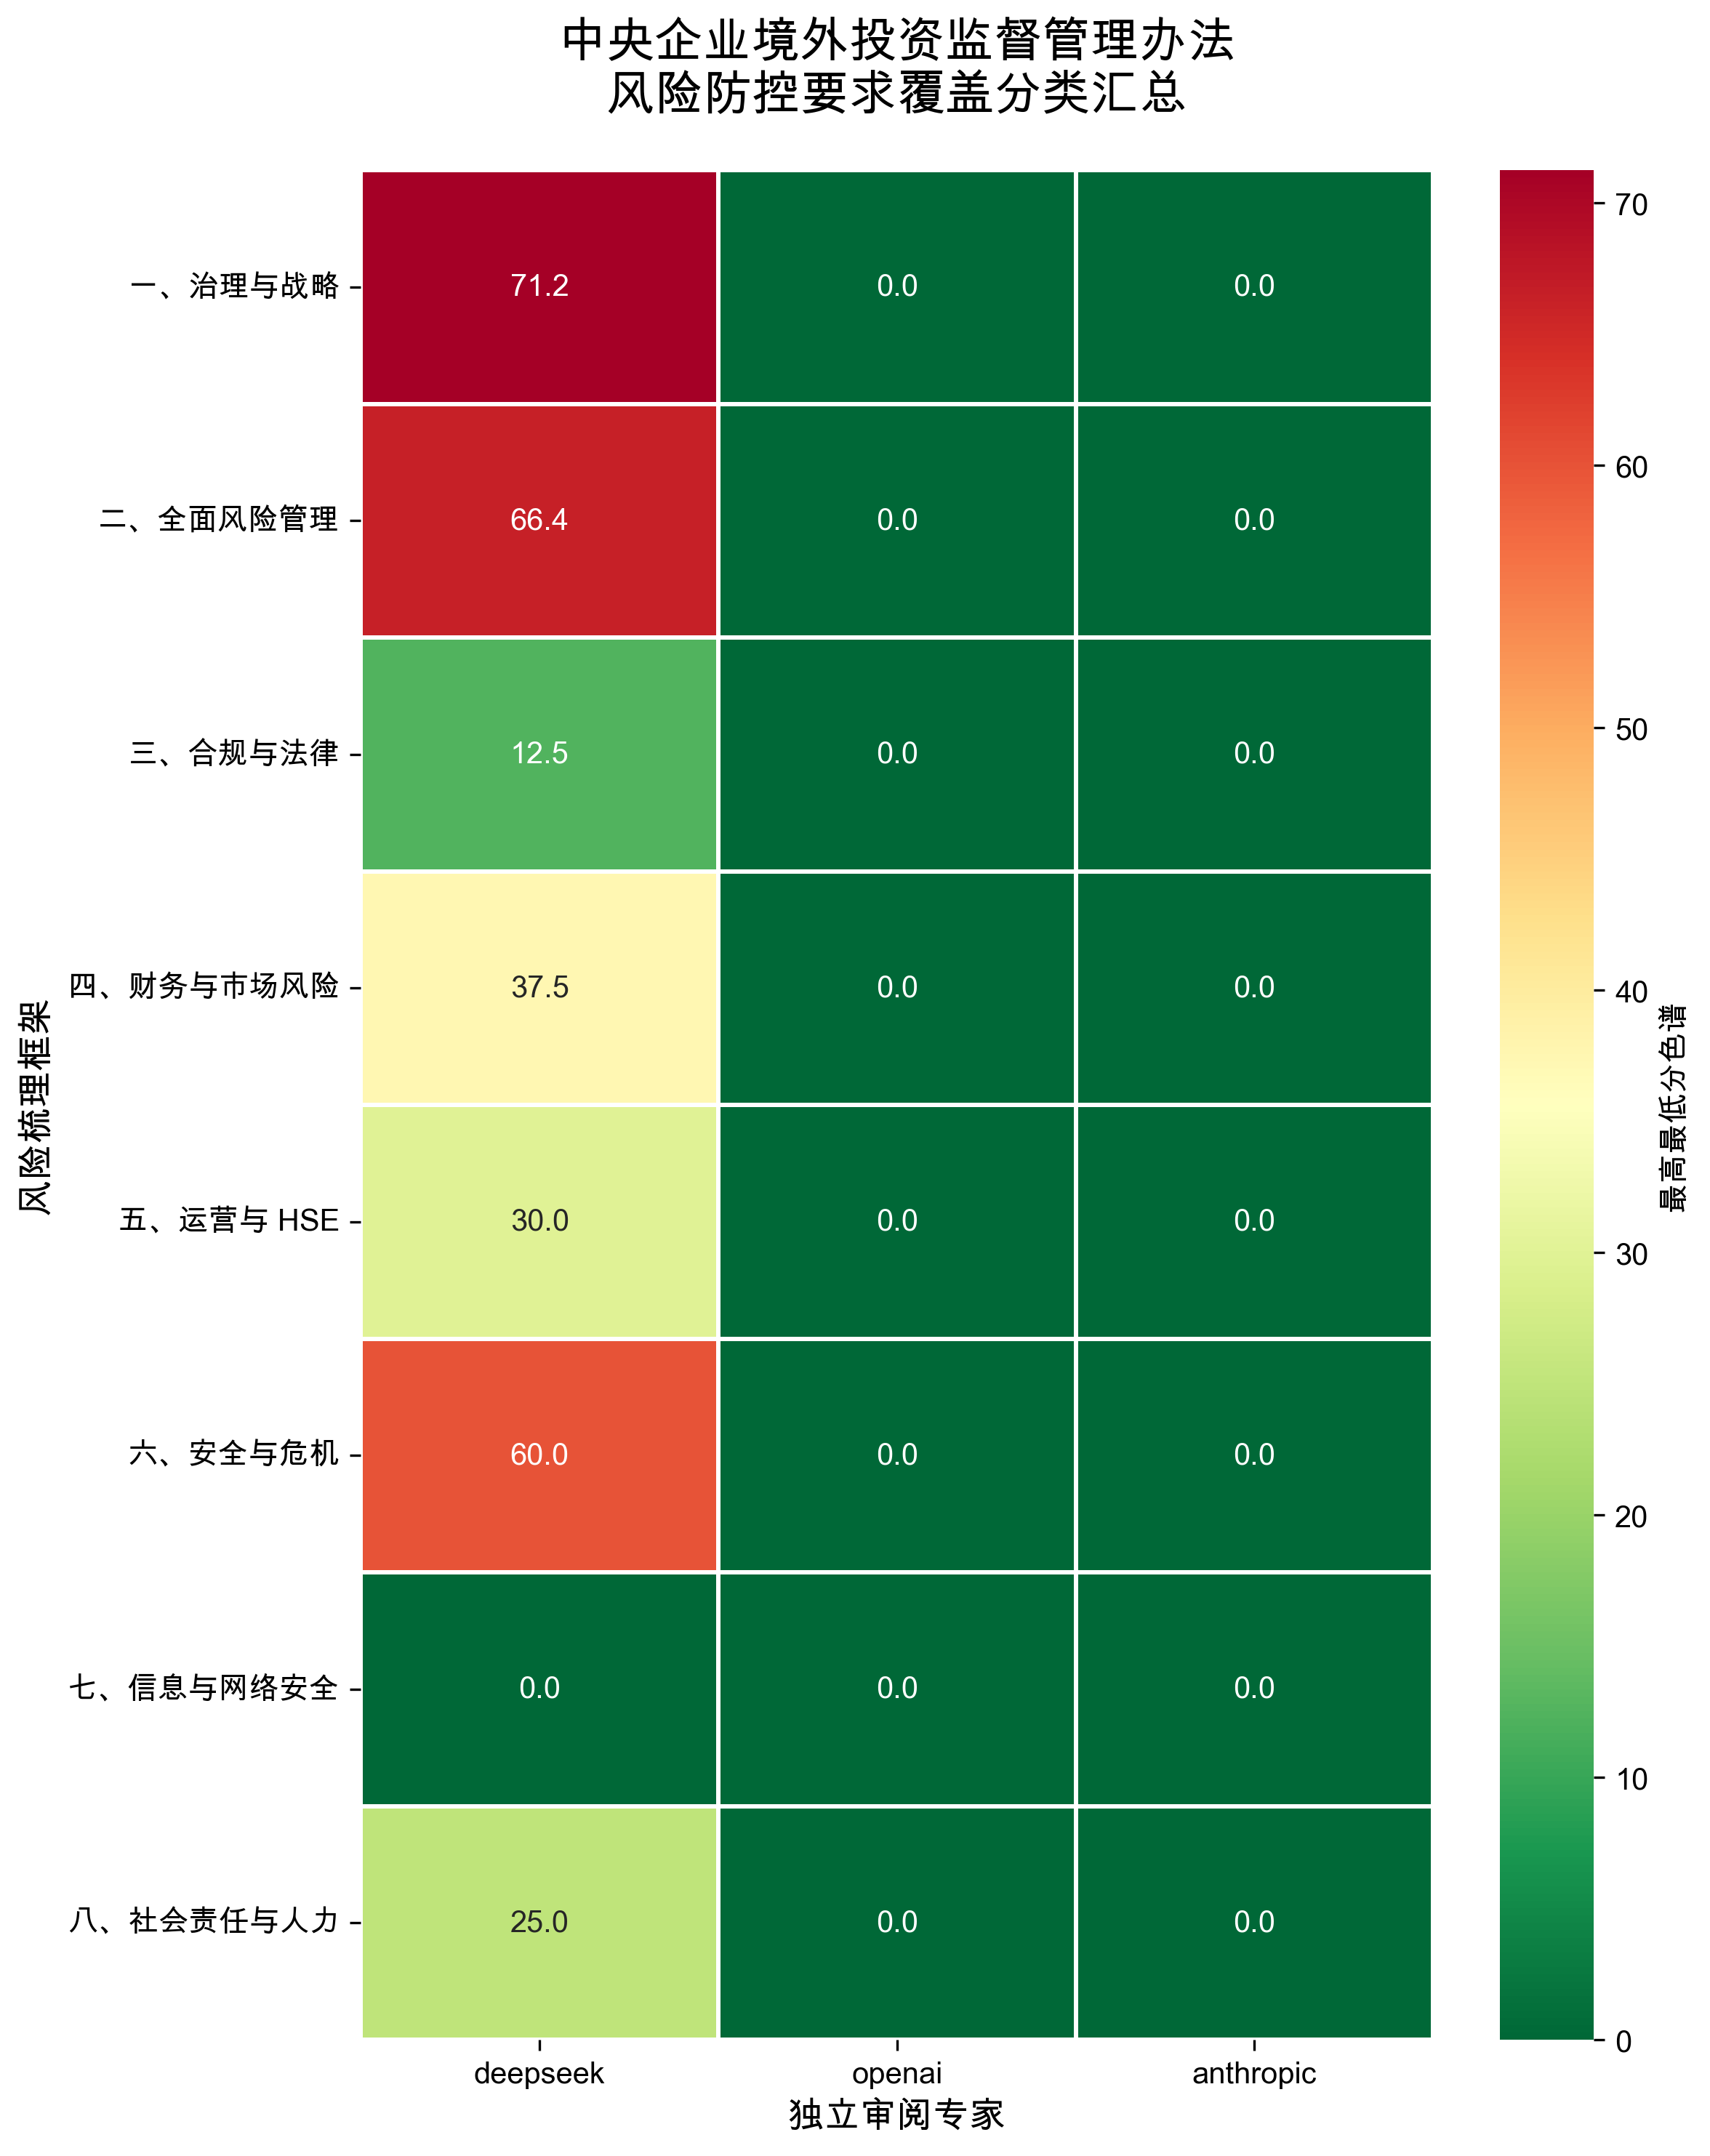 中央企业境外投资监督管理办法
风险防控要求覆盖分类汇总
风险梳理框架
一、治理与战略 71.2 0.0 0.0
二、全面风险管理 66.4 0.0 0.0
三、合规与法律 12.5 0.0 0.0
四、财务与市场风险 37.5 0.0 0.0
五、运营与 HSE 30.0 0.0 0.0
六、安全与危机 60.0 0.0 0.0
七、信息与网络安全 0.0 0.0 0.0
八、社会责任与人力 25.0 0.0 0.0
deepseek openai anthropic
独立审阅专家
70
60
50
40
30
20
10
0
最高最低分色谱